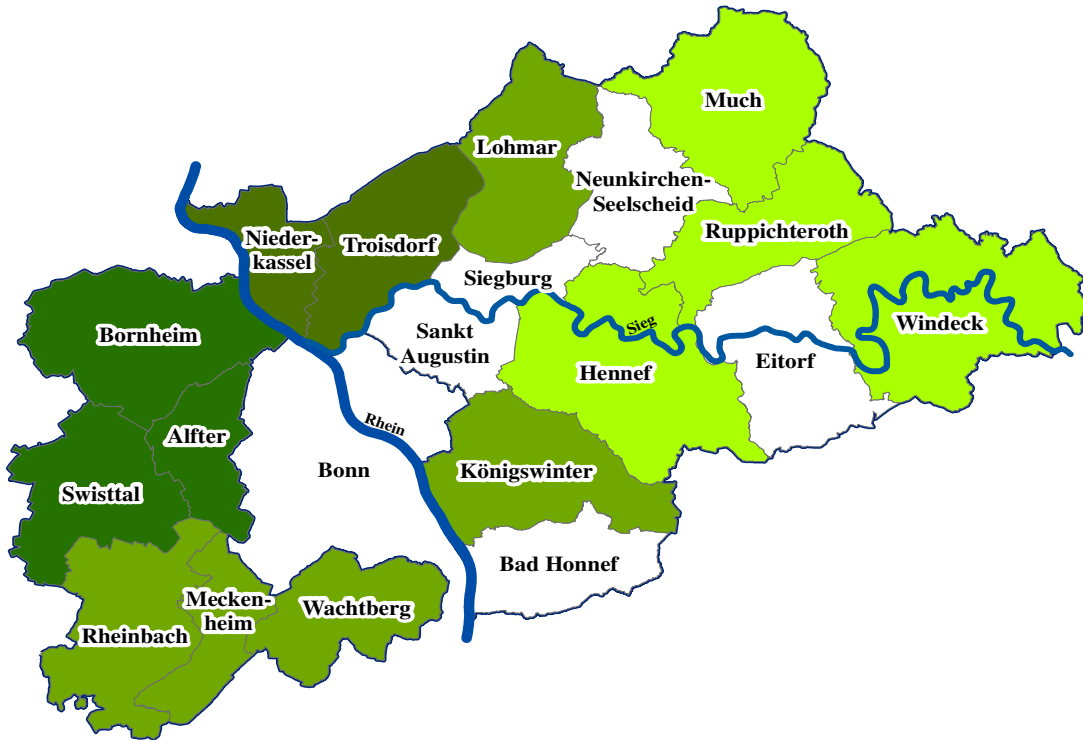 Much
Lohmar
Neunkirchen-
Seelscheid
Ruppichteroth
Nieder-
kassel
Troisdorf
Siegburg
Sieg
Windeck
Bornheim
Sankt
Augustin
Hennef
Eitorf
Rhein
Alfter
Bonn
Königswinter
Swisttal
Bad Honnef
Mecken-
heim
Wachtberg
Rheinbach